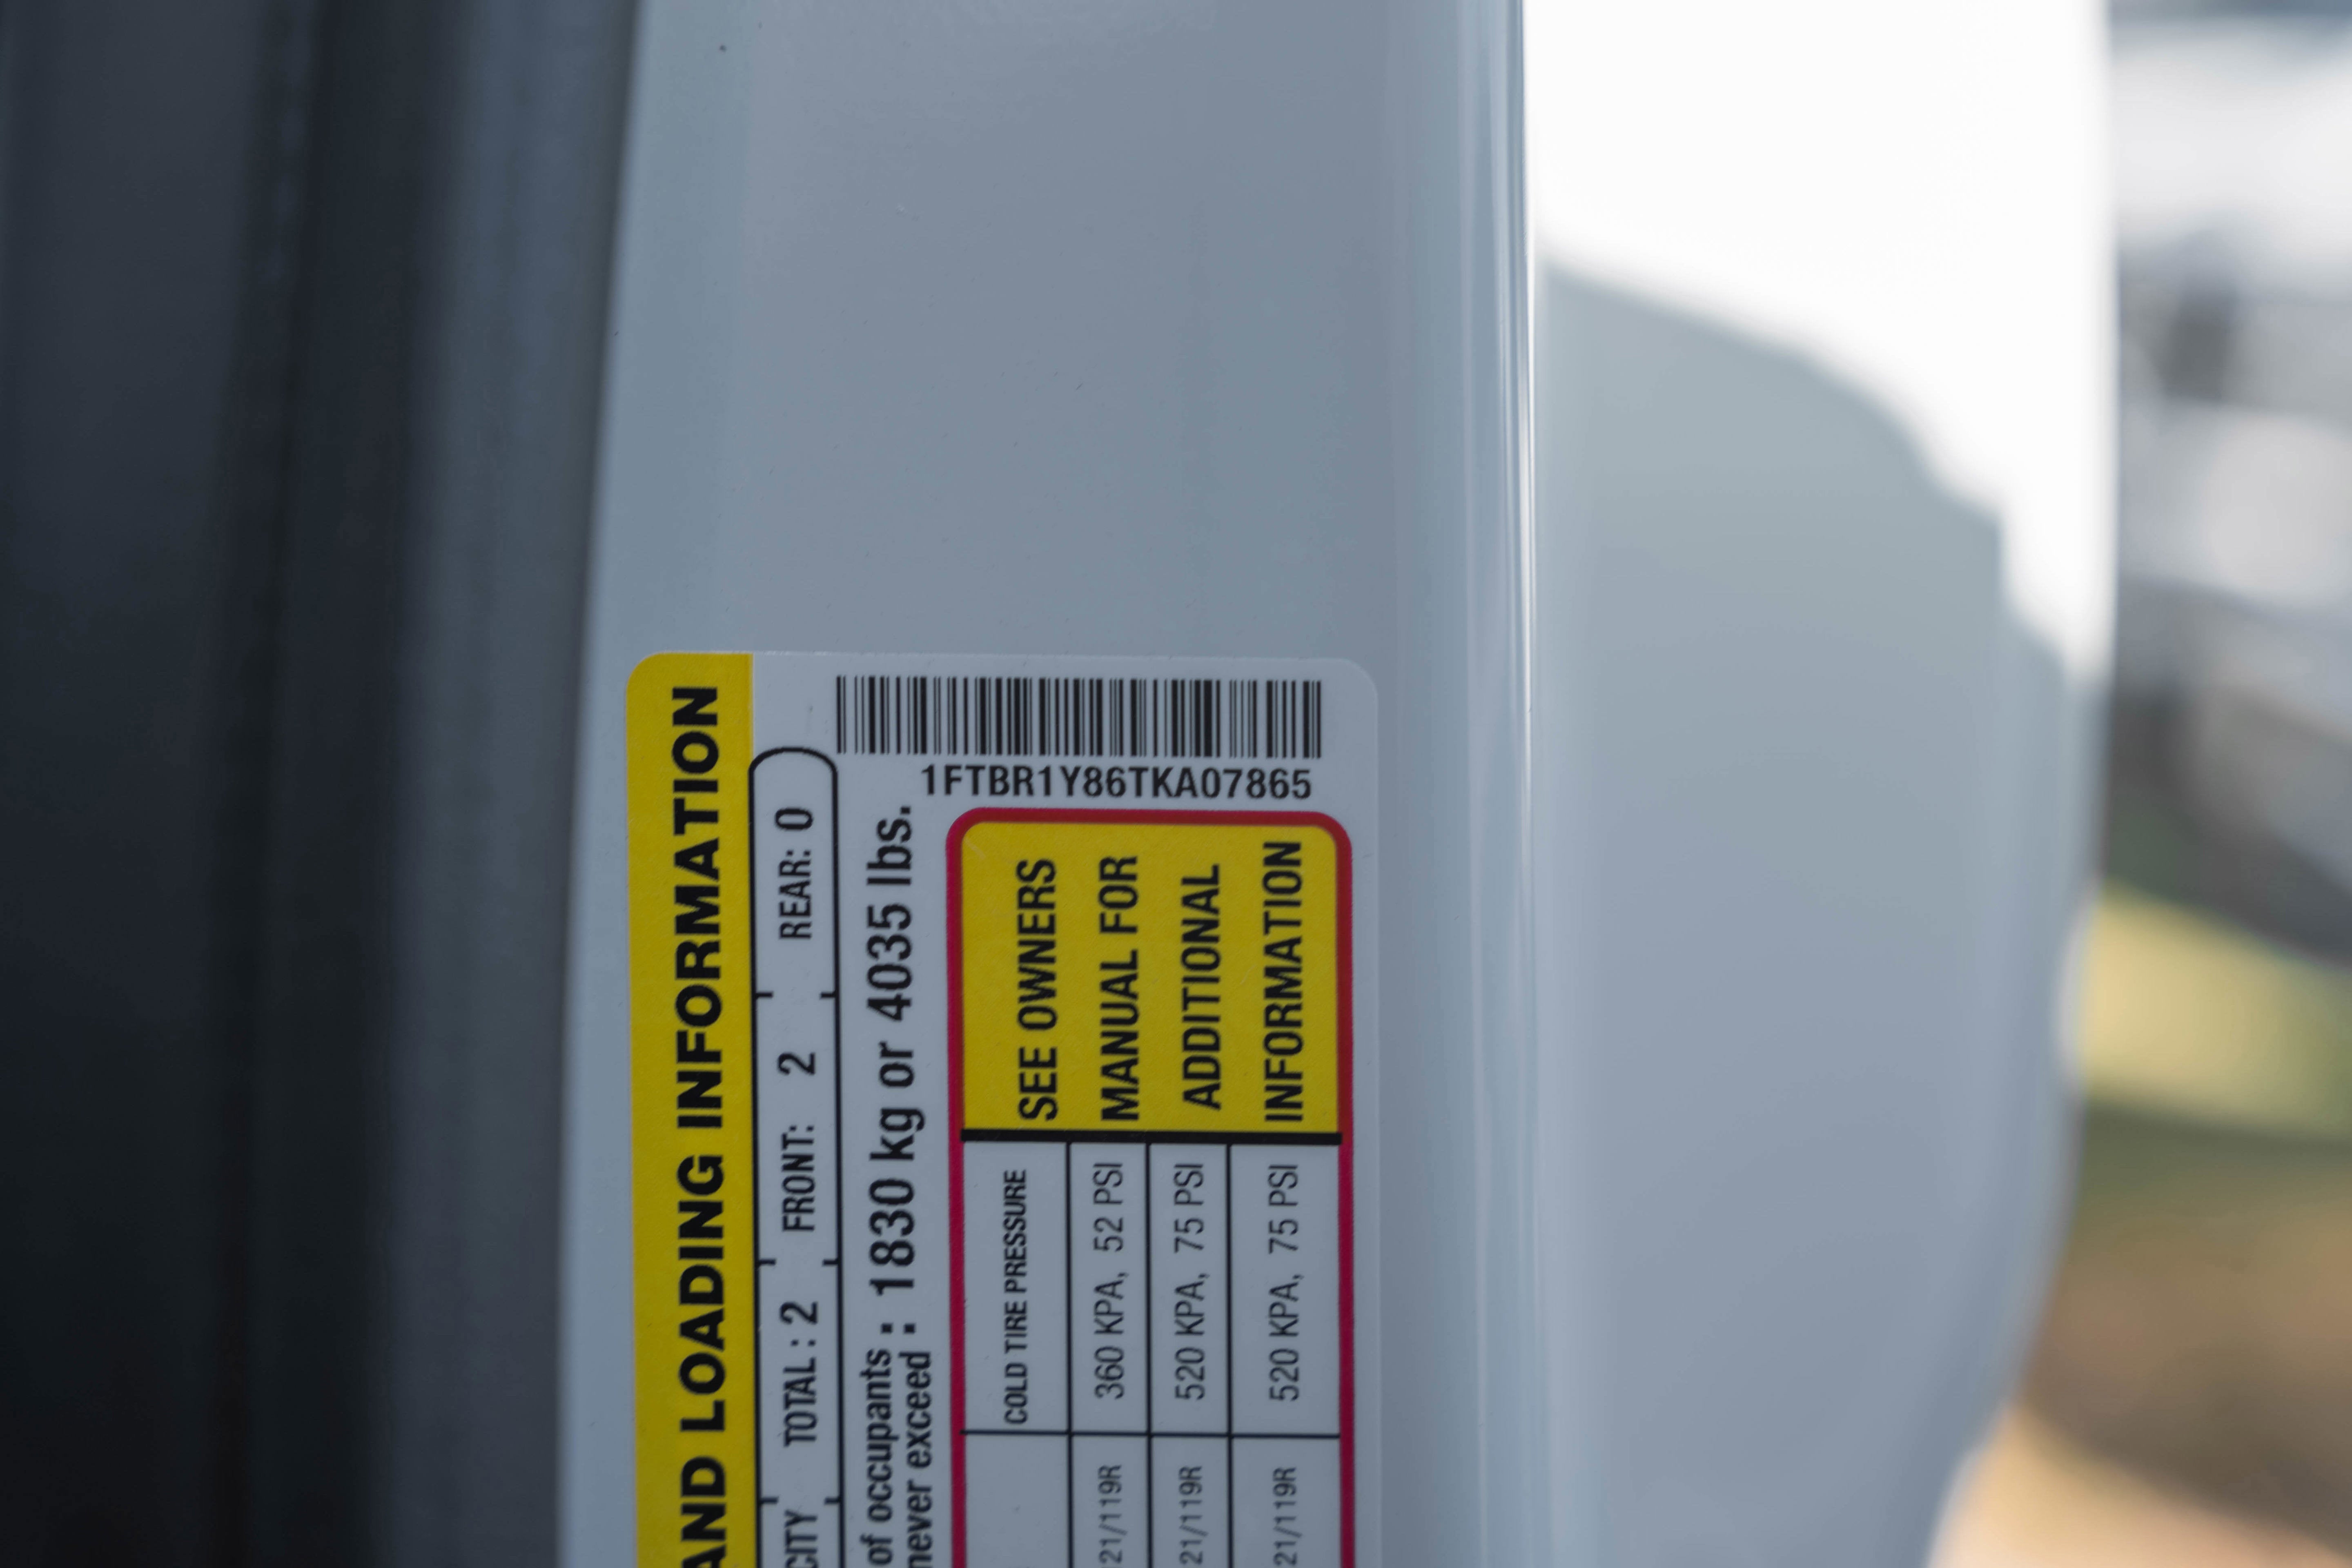 AND LOADING INFORMATION
CITY TOTAL : 2 FRONT: 2 REAR: 0
of occupants :
never exceed : 1830 kg or 4035 lbs.
1FTBR1Y86TKA07865
COLD TIRE PRESSURE
21/119R 360 KPA, 52 PSI
21/119R 520 KPA, 75 PSI
21/119R 520 KPA, 75 PSI
SEE OWNERS
MANUAL FOR
ADDITIONAL
INFORMATION